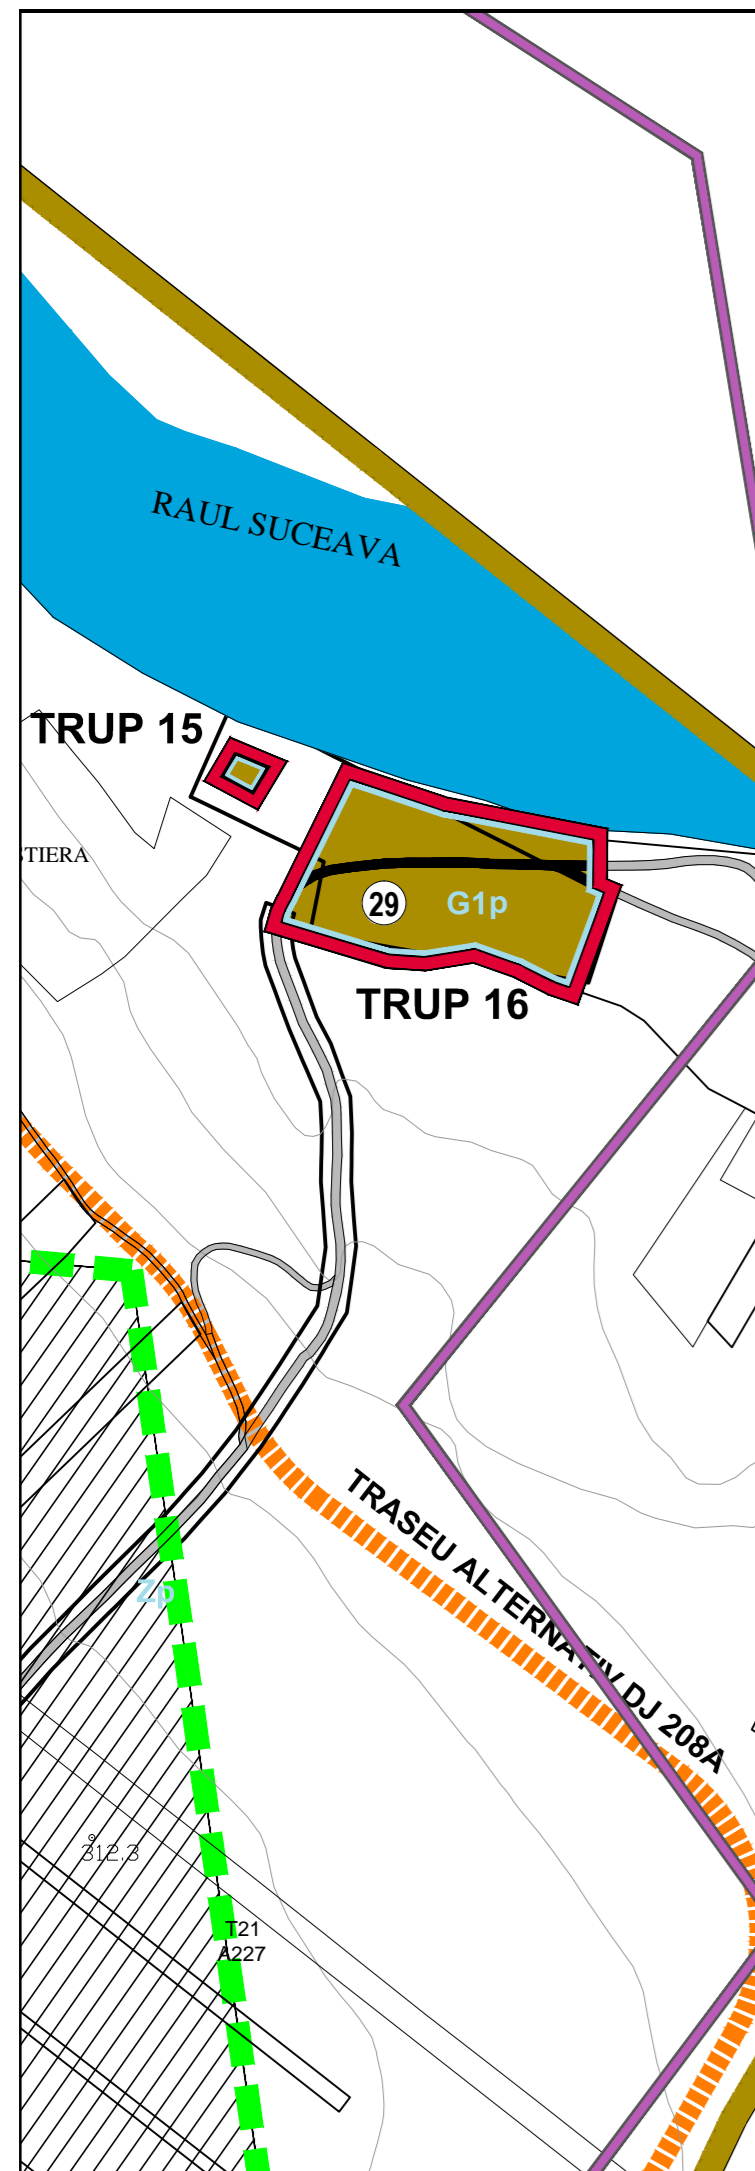 RAUL SUCEAVA
TRUP 15
STIERA
29
G1p
TRUP 16
TRASEU ALTERNATIV DJ 208A
Zp
312.3
T21
A227